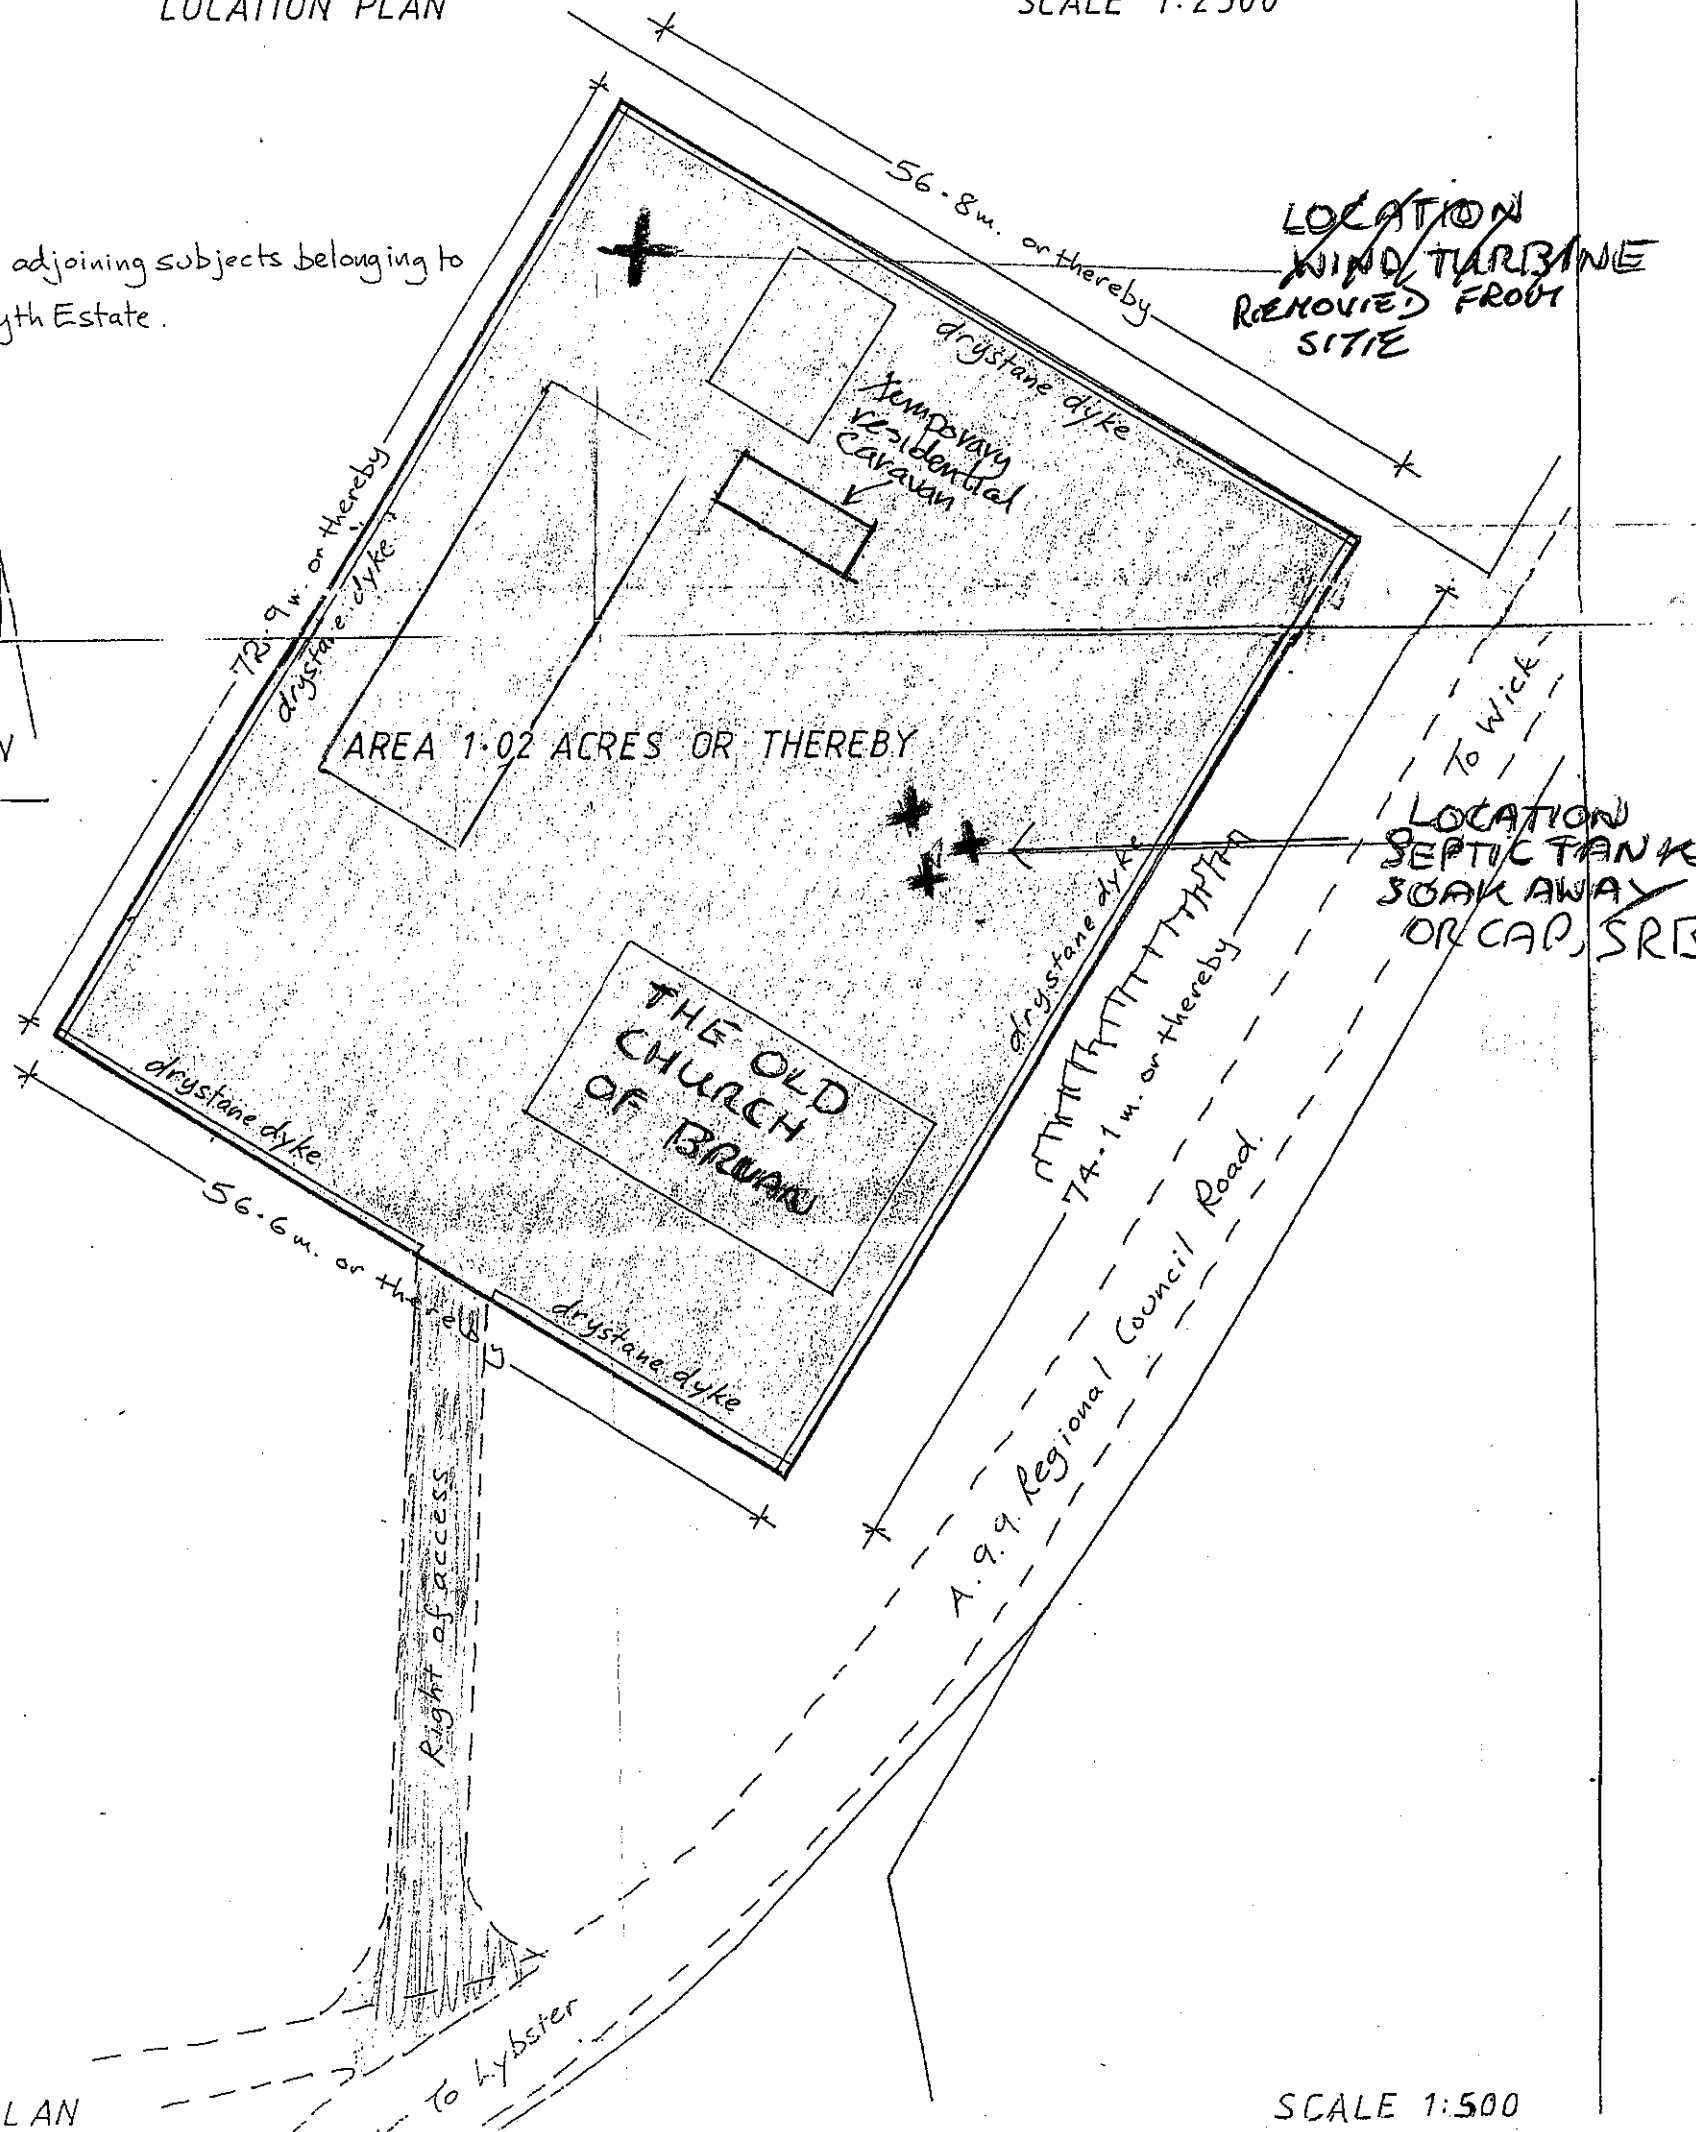 LOCATION PLAN
SCALE 1:2500
56.8m. or thereby
LOCATION
WIND TURBINE
REMOVIED FROM
SITIE
adjoining subjects belonging to
yth Estate.
drystane dyke
temporary
residential
Caravan
72.9m. or thereby
drystane dyke
To Wick
AREA 1.02 ACRES OR THEREBY
LOCATION
SEPTIC TANK
SOAK AWAY
OR CAP, SRB
drystane dyke
74.1m. or thereby
THE OLD
CHURCH
OF BRUAN
drystane dyke
56.6m. or thereby
drystane dyke
A.9.9. Regional Council Road.
Right of access
To Lybster
LAN
SCALE 1:500